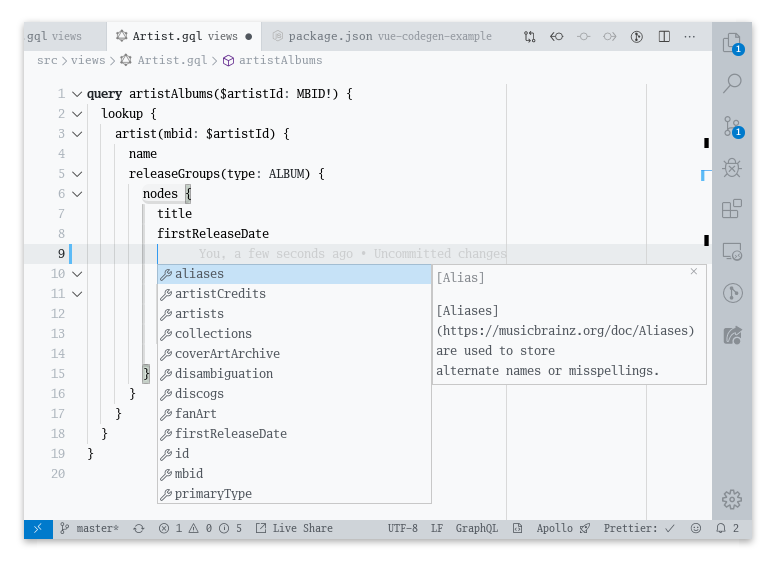 gql views
Artist.gql views ●
package.json vue-codegen-example
src > views > Artist.gql > artistAlbums
1 query artistAlbums($artistId: MBID!) {
2 lookup {
3 artist(mbid: $artistId) {
4 name
5 releaseGroups(type: ALBUM) {
6 nodes {
7 title
8 firstReleaseDate
9 You, a few seconds ago • Uncommitted changes
10 aliases
11 artistCredits
12 artists
13 collections
14 coverArtArchive
15 } disambiguation
16 } discogs
17 } fanArt
18 } firstReleaseDate
19 } id
20 mbid
primaryType
[Alias]
×
[Aliases]
(https://musicbrainz.org/doc/Aliases)
are used to store
alternate names or misspellings.
1
1
master* 1 0 5 Live Share UTF-8 LF GraphQL Apollo Prettier: ✓ 2